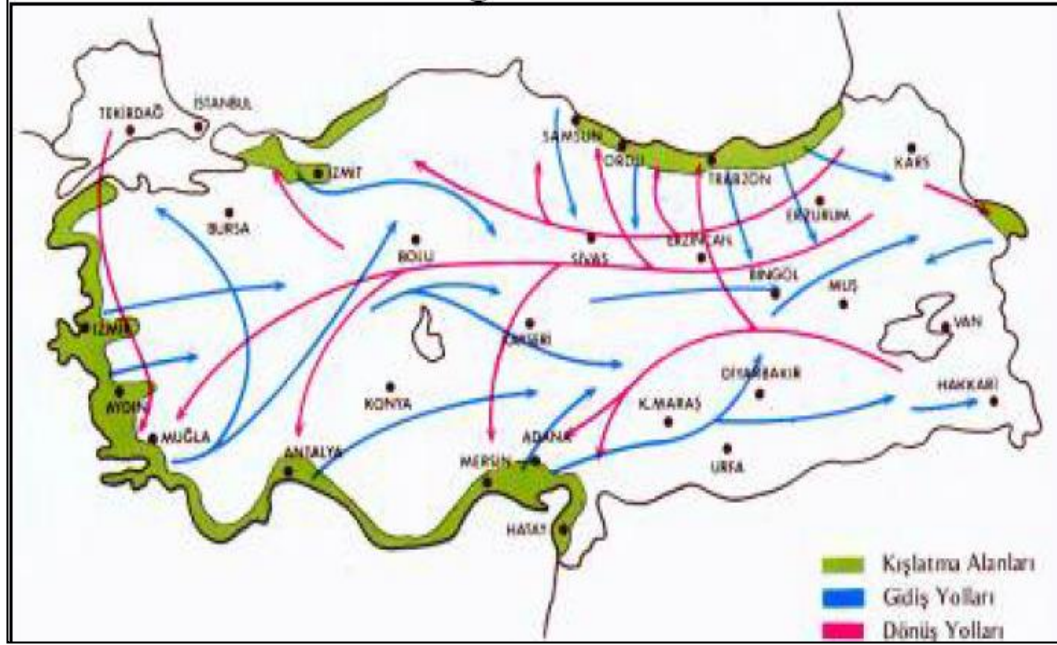 İSTANBUL
TEKİRDAĞ
SAMSUN
ORDU
TRABZON
KARS
İZMİT
ERZURUM
BURSA
BOLU
SİVAS
ERZİNCAN
BİNGÖL
MUŞ
İZMİR
KAYSERİ
VAN
DİYARBAKIR
HAKKARİ
AYDIN
KONYA
K.MARAŞ
MUĞLA
ANTALYA
ADANA
MERSİN
URFA
HATAY
Kışlatma Alanları
Gidiş Yolları
Dönüş Yolları